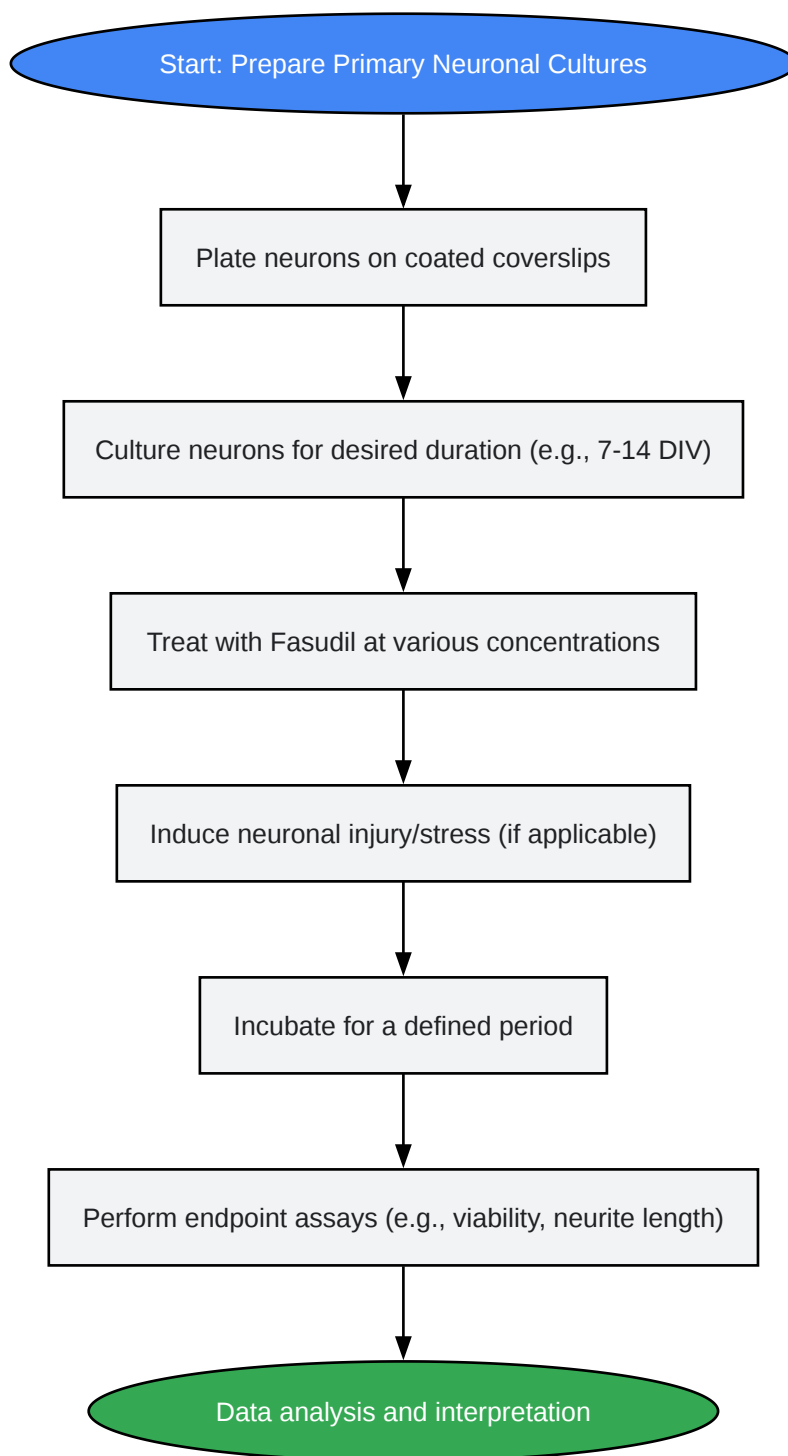 Start: Prepare Primary Neuronal Cultures
Plate neurons on coated coverslips
Culture neurons for desired duration (e.g., 7-14 DIV)
Treat with Fasudil at various concentrations
Induce neuronal injury/stress (if applicable)
Incubate for a defined period
Perform endpoint assays (e.g., viability, neurite length)
Data analysis and interpretation